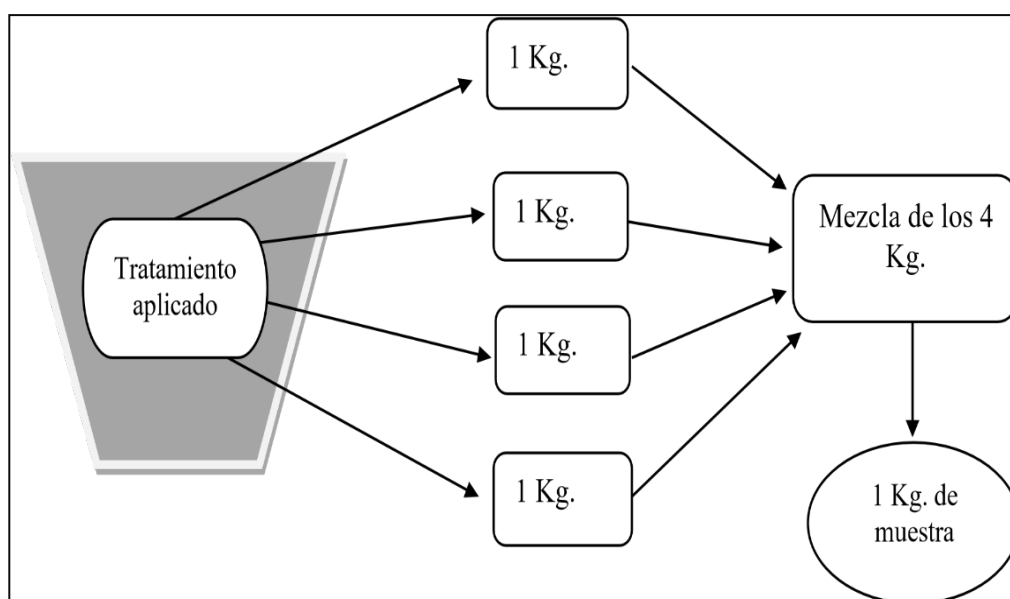 Tratamiento
aplicado
1 Kg.
1 Kg.
1 Kg.
1 Kg.
Mezcla de los 4
Kg.
1 Kg. de
muestra